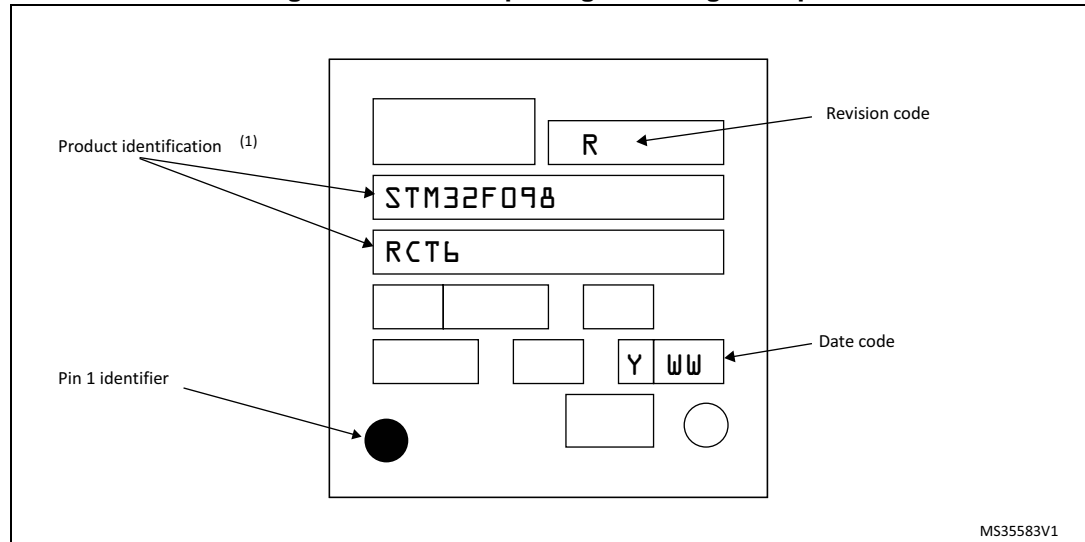 Revision code
R
Product identification (1)
STM32F098
RCT6
Date code
Y WW
Pin 1 identifier
MS35583V1